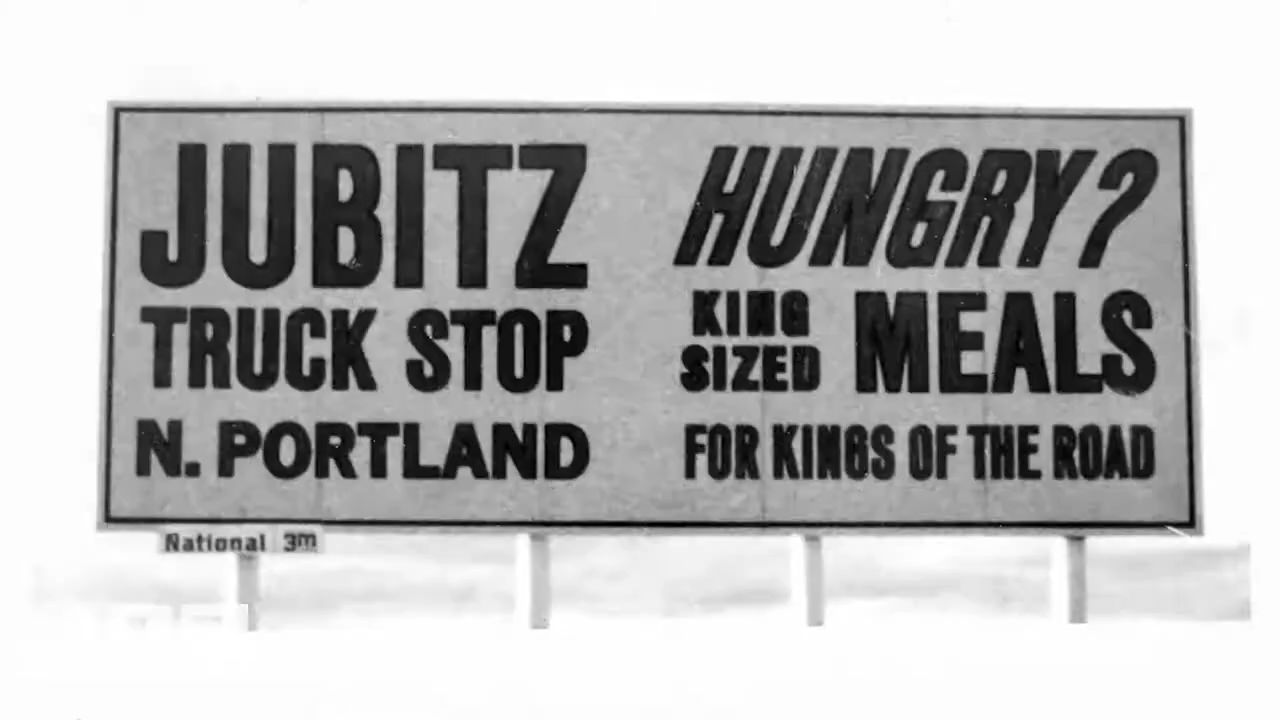 JUBITZ
TRUCK STOP
N. PORTLAND
HUNGRY?
KING SIZED MEALS
FOR KINGS OF THE ROAD
National 3m